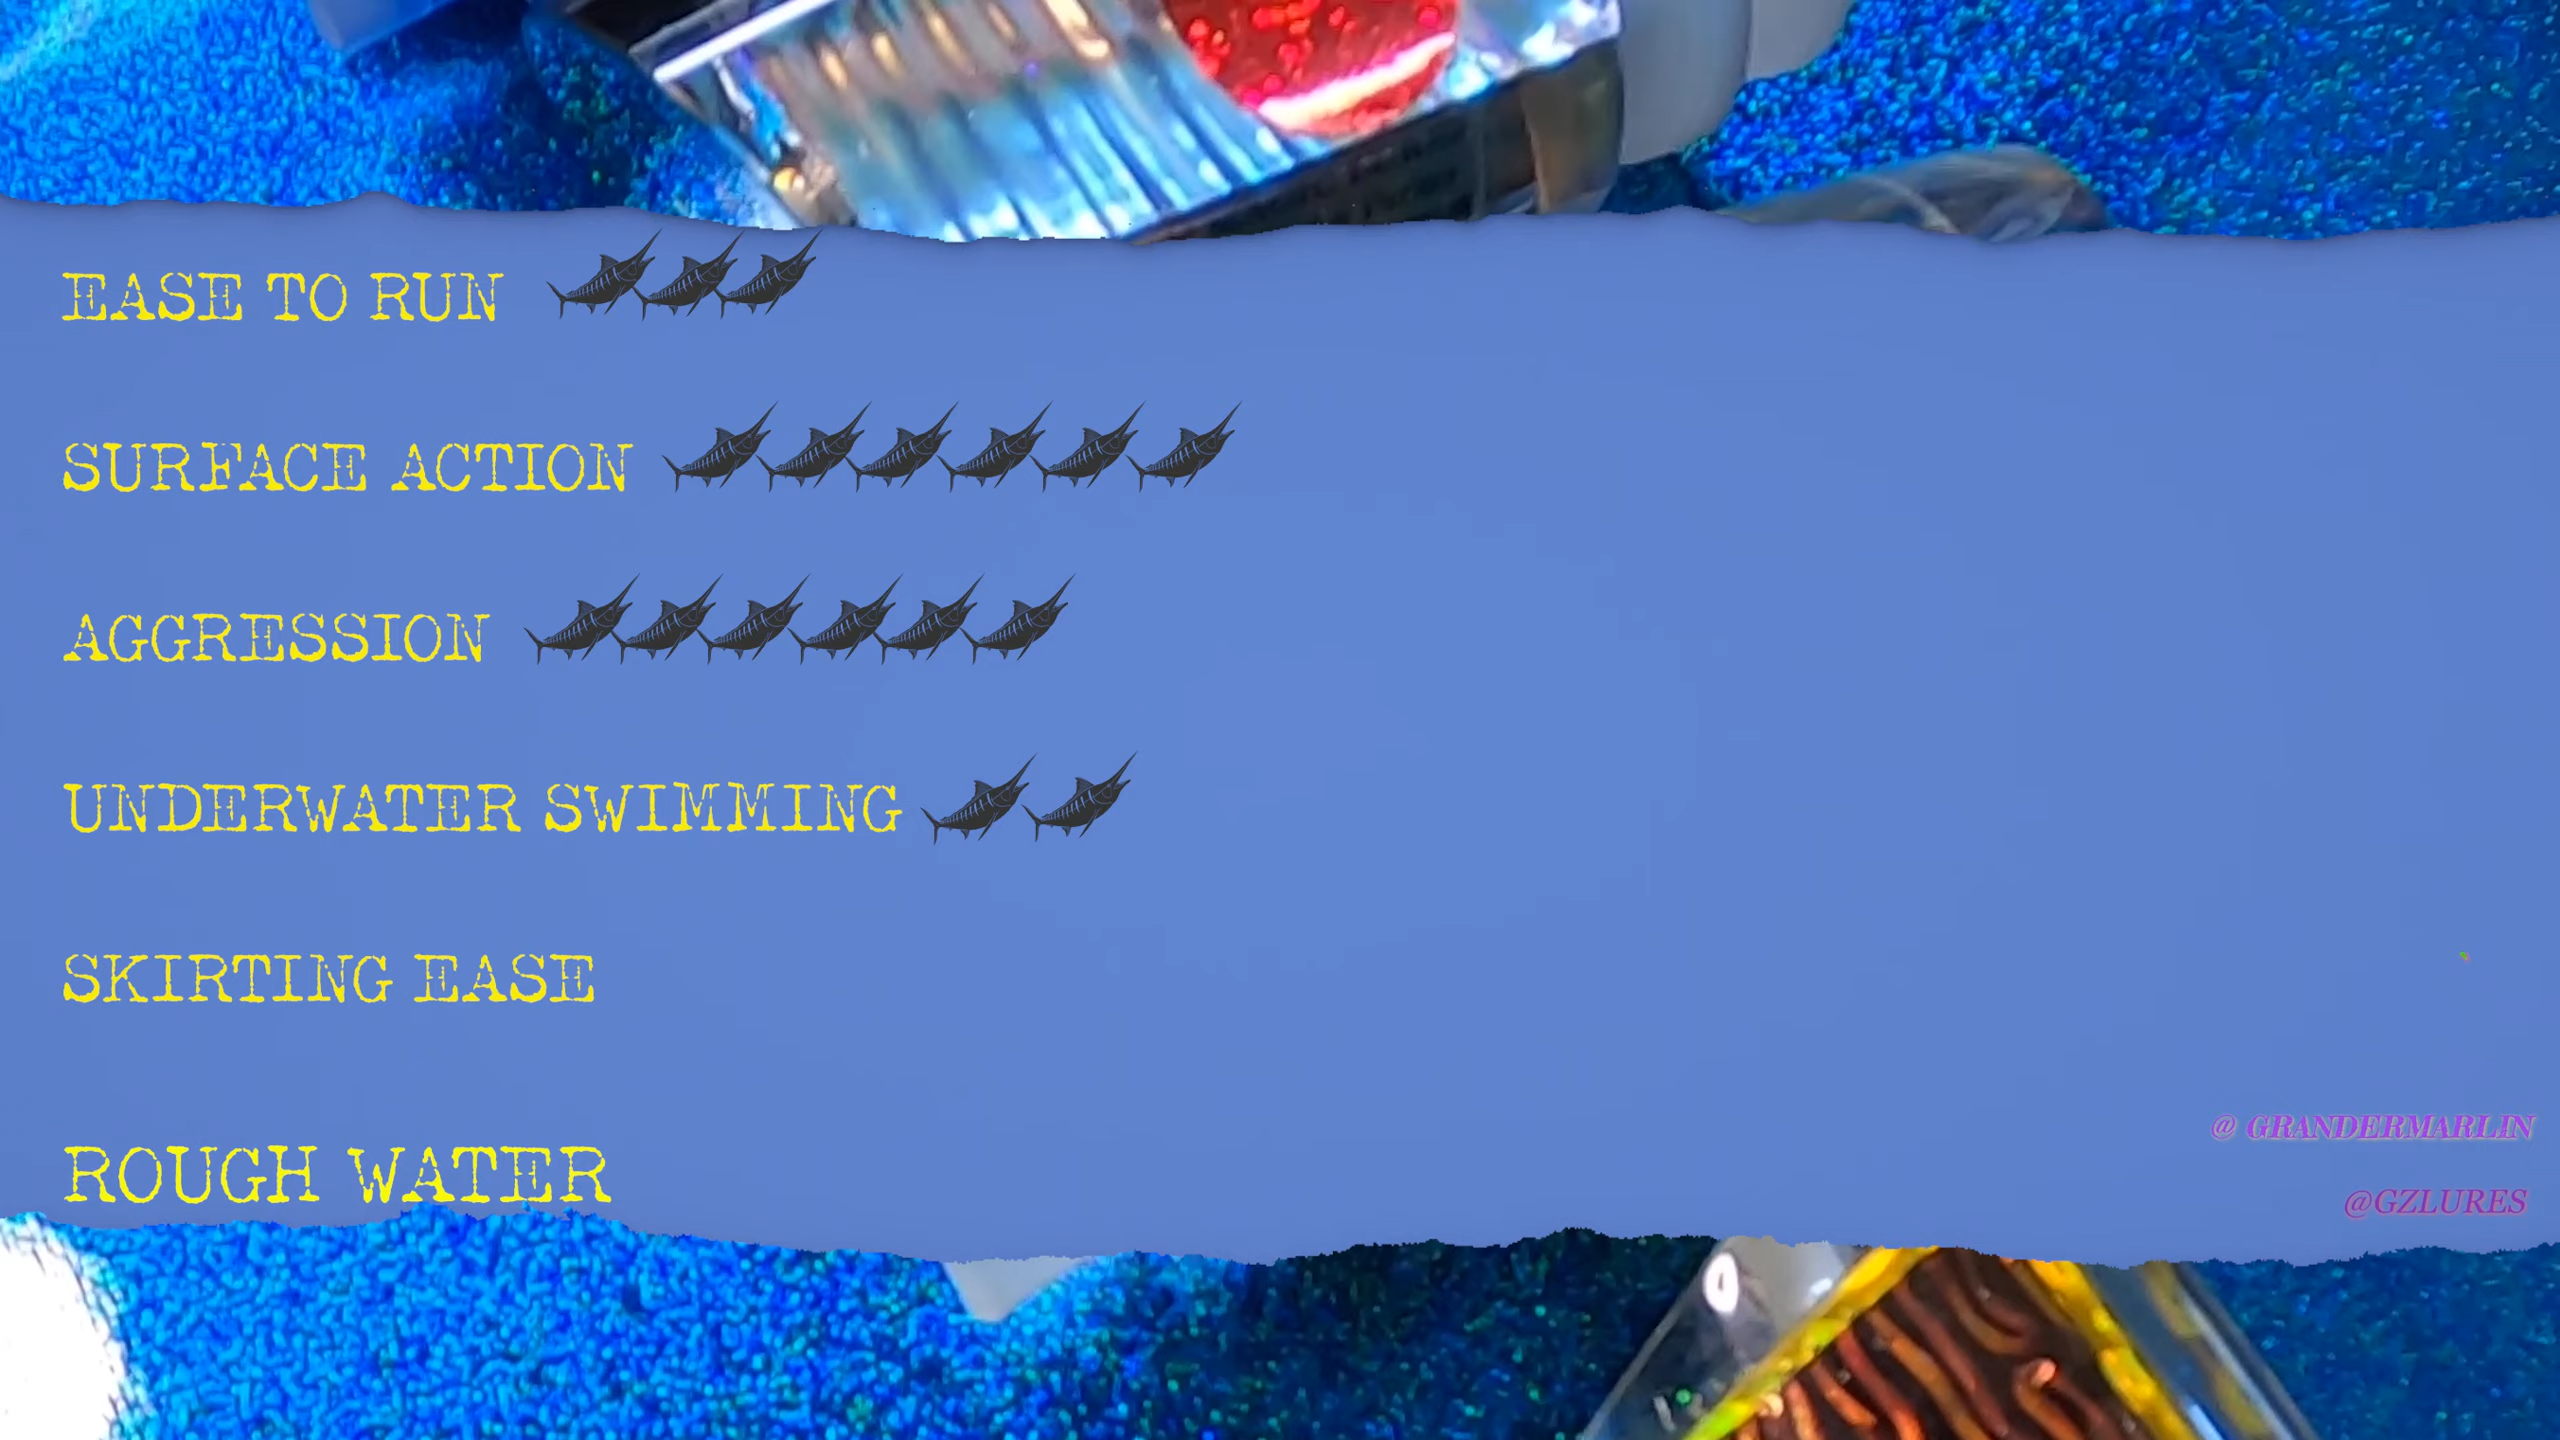 EASE TO RUN
SURFACE ACTION
AGGRESSION
UNDERWATER SWIMMING
SKIRTING EASE
ROUGH WATER
@ GRANDERMARLIN
@GZLURES